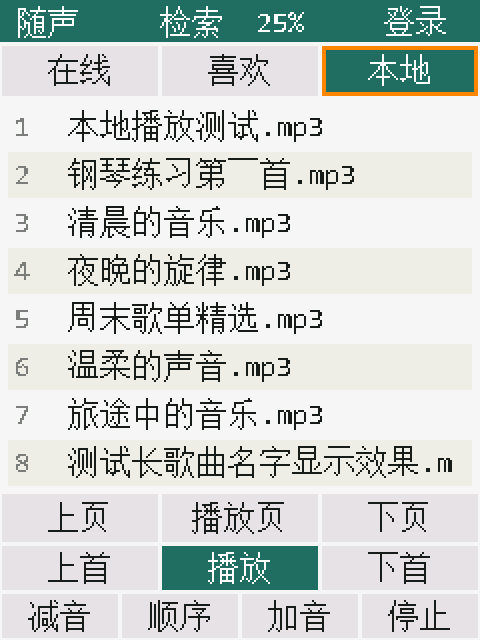 随声 检索 25% 登录
在线 喜欢 本地
1 本地播放测试.mp3
2 钢琴练习第一首.mp3
3 清晨的音乐.mp3
4 夜晚的旋律.mp3
5 周末歌单精选.mp3
6 温柔的声音.mp3
7 旅途中的音乐.mp3
8 测试长歌曲名字显示效果.m
上页 播放页 下页
上首 播放 下首
减音 顺序 加音 停止